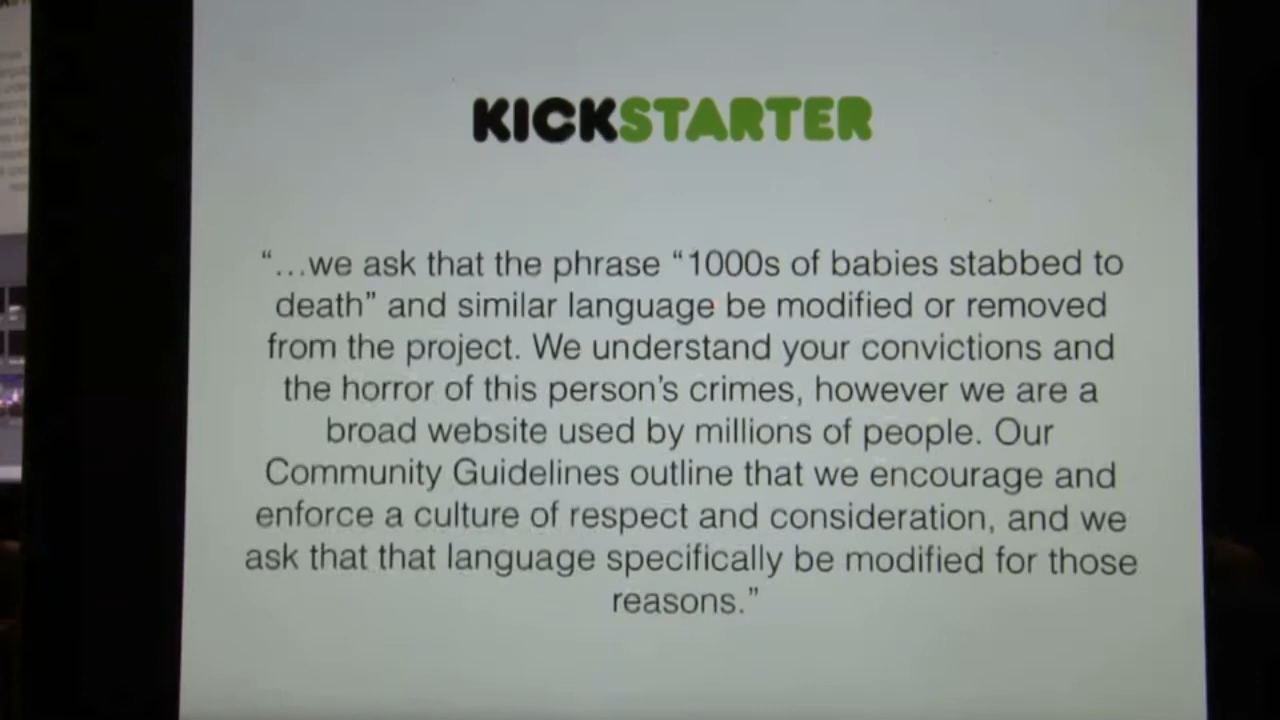 KICKSTARTER
“...we ask that the phrase “1000s of babies stabbed to
death” and similar language be modified or removed
from the project. We understand your convictions and
the horror of this person’s crimes, however we are a
broad website used by millions of people. Our
Community Guidelines outline that we encourage and
enforce a culture of respect and consideration, and we
ask that that language specifically be modified for those
reasons.”